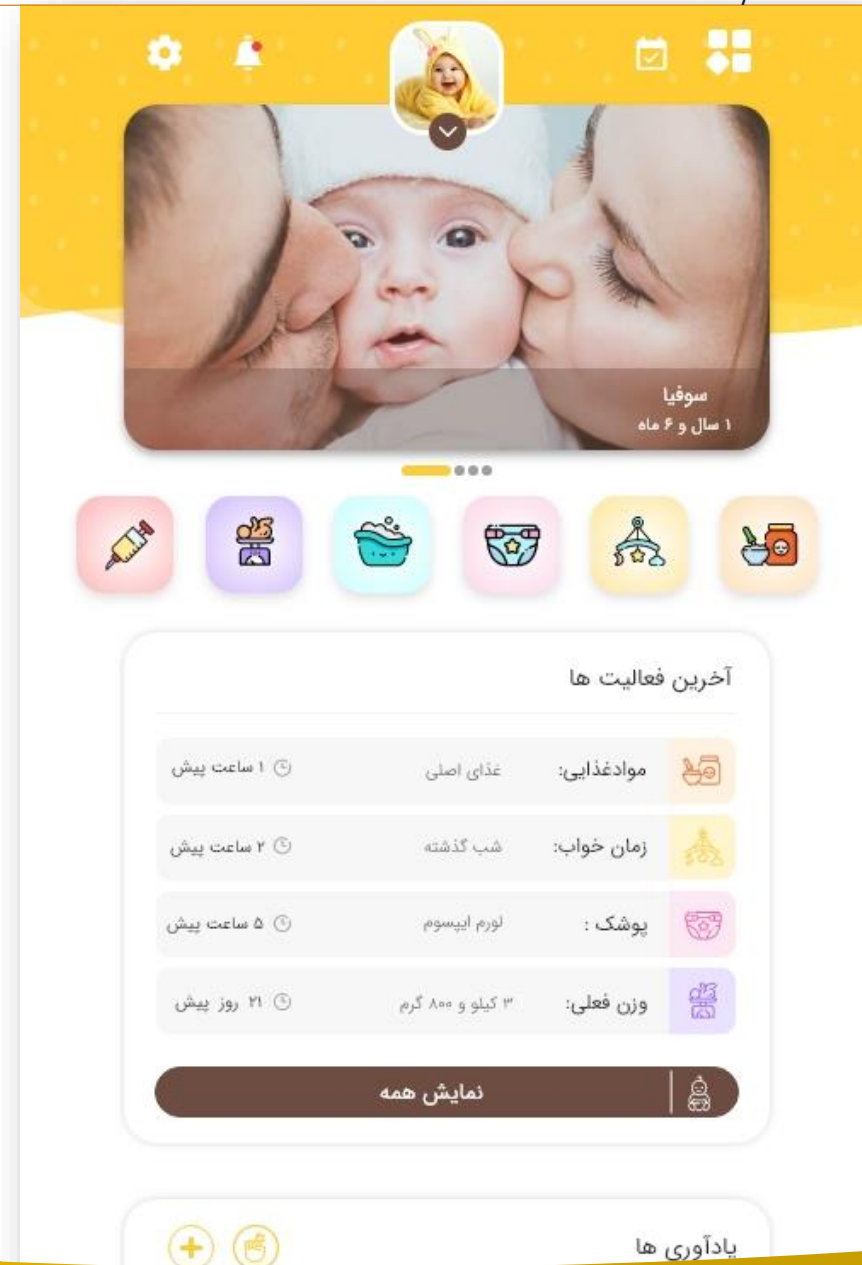 سوفیا
۱ سال و ۶ ماه
آخرین فعالیت ها
موادغذایی: غذای اصلی ۱ ساعت پیش
زمان خواب: شب گذشته ۲ ساعت پیش
پوشک : لورم ایپسوم ۵ ساعت پیش
وزن فعلی: ۳ کیلو و ۸۰۰ گرم ۲۱ روز پیش
نمایش همه
یادآوری ها